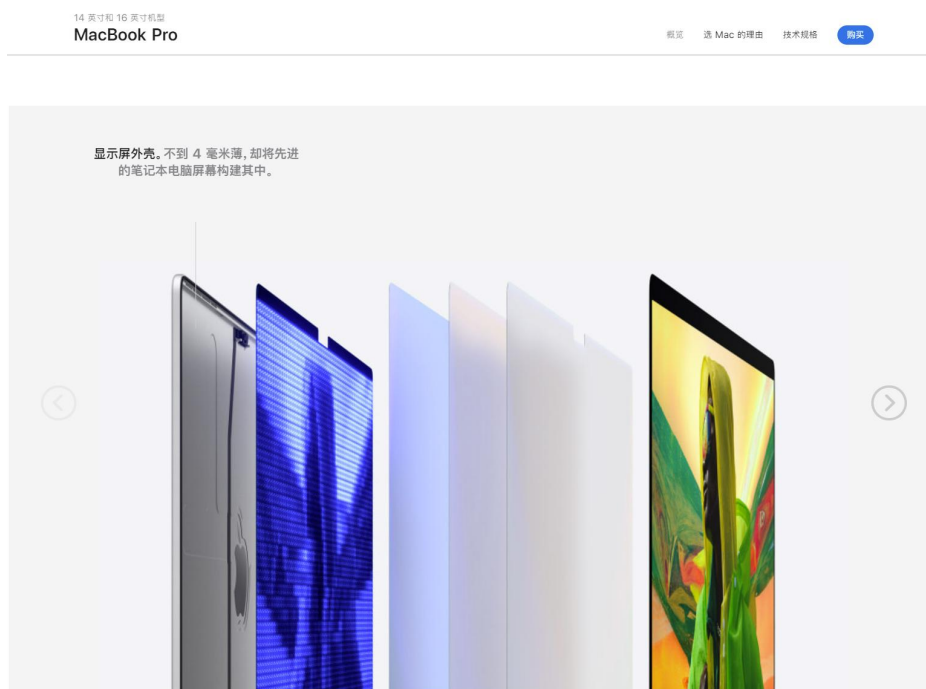 14 英寸和 16 英寸机型
MacBook Pro
概览 选 Mac 的理由 技术规格 购买
显示屏外壳。不到 4 毫米薄，却将先进
的笔记本电脑屏幕构建其中。